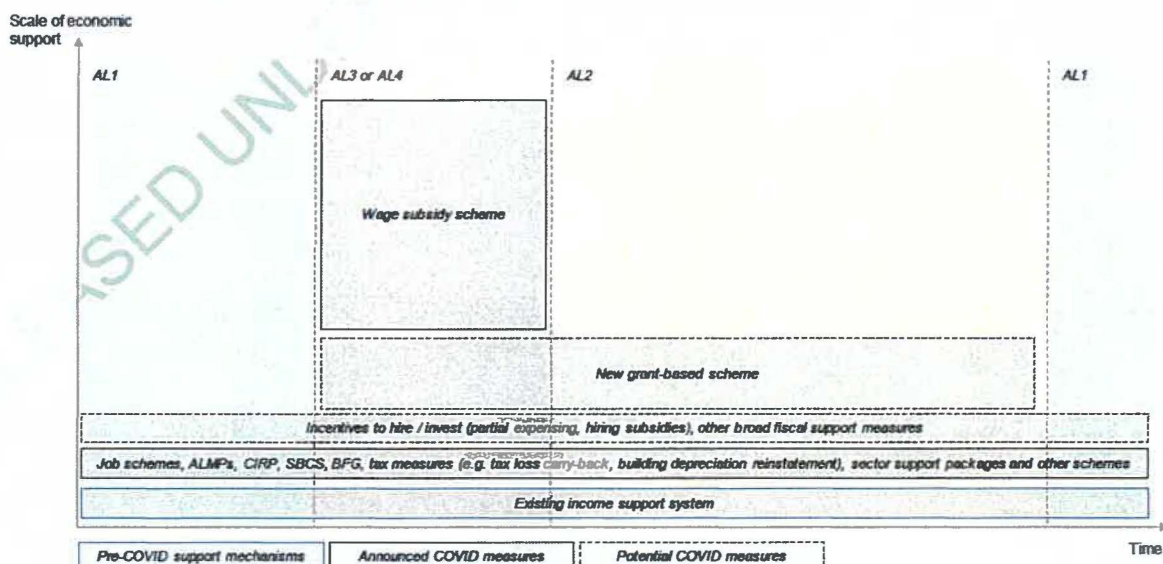 Scale of economic
support
AL1
AL3 or AL4
AL2
AL1
ASED UN
Wage subsidy scheme
New grant-based scheme
Incentives to hire / invest (partial expensing, hiring subsidies), other broad fiscal support measures
Job schemes, ALMPs, CIRP, SBCS, BFG, tax measures (e.g. tax loss carry-back, building depreciation reinstatement), sector support packages and other schemes
Existing income support system
Time
Pre-COVID support mechanisms
Announced COVID measures
Potential COVID measures